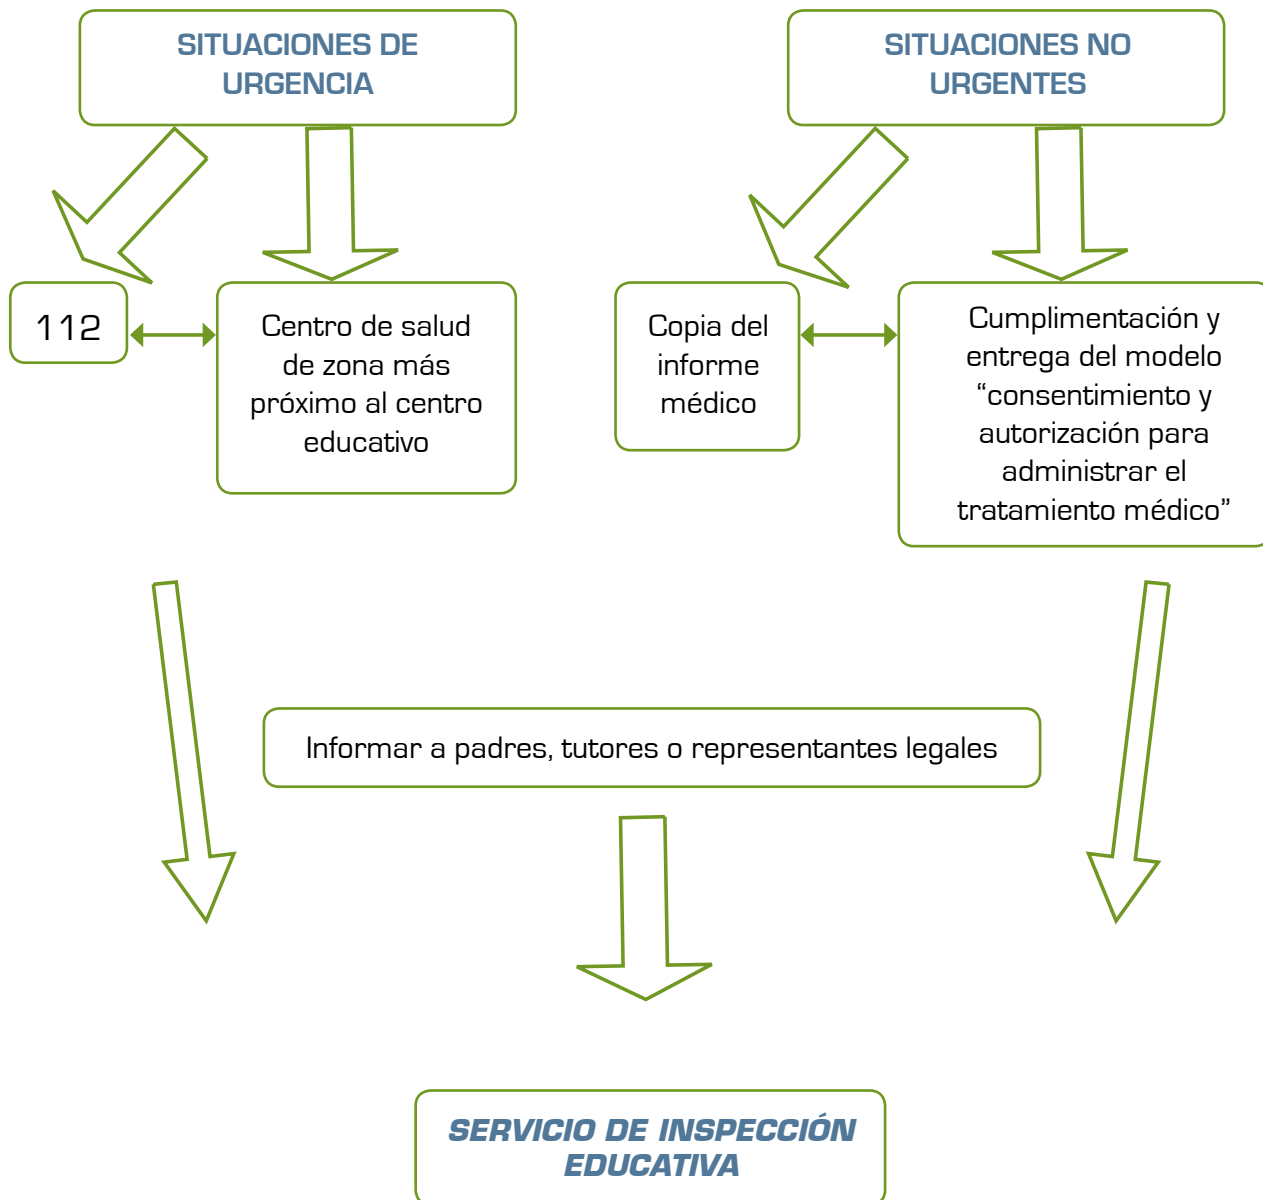 SITUACIONES DE
URGENCIA
SITUACIONES NO
URGENTES
112
Centro de salud
de zona más
próximo al centro
educativo
Copia del
informe
médico
Cumplimentación y
entrega del modelo
“consentimiento y
autorización para
administrar el
tratamiento médico”
Informar a padres, tutores o representantes legales
SERVICIO DE INSPECCIÓN
EDUCATIVA